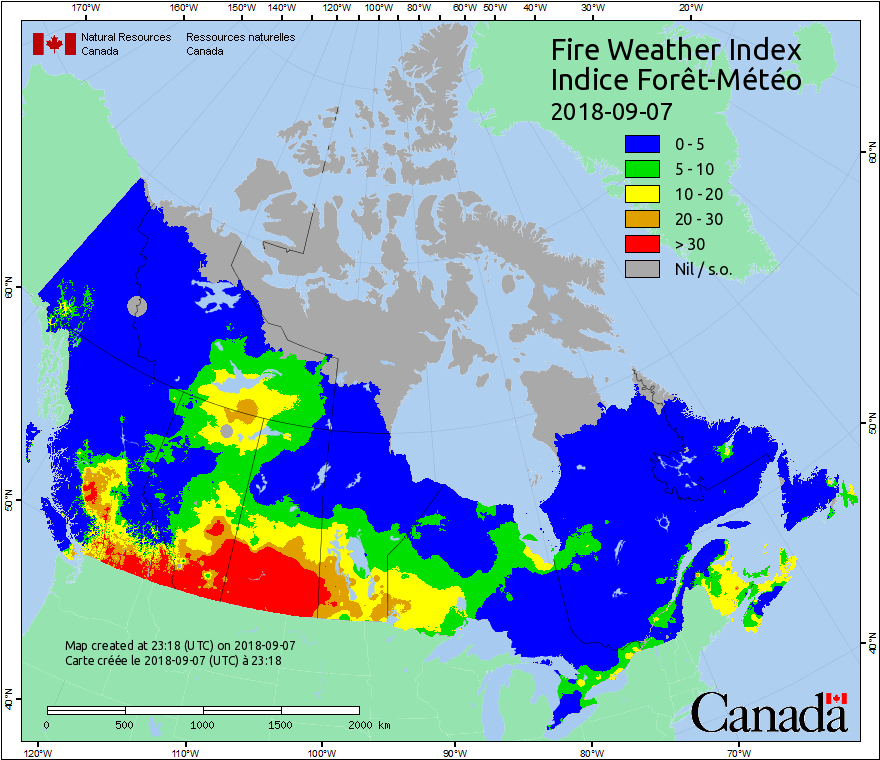 170°W 160°W 150°W 140°W 130°W 120°W 110°W 100°W 90°W 80°W 70°W 60°W 50°W 40°W 30°W 20°W
Natural Resources Ressources naturelles
Canada Canada
Fire Weather Index
Indice Forêt-Météo
2018-09-07
0 - 5
5 - 10
10 - 20
20 - 30
> 30
Nil / s.o.
60°N
60°N
50°N
50°N
40°N
40°N
Map created at 23:18 (UTC) on 2018-09-07
Carte créée le 2018-09-07 (UTC) à 23:18
0 500 1000 1500 2000 km
Canada
120°W 110°W 100°W 90°W 80°W 70°W